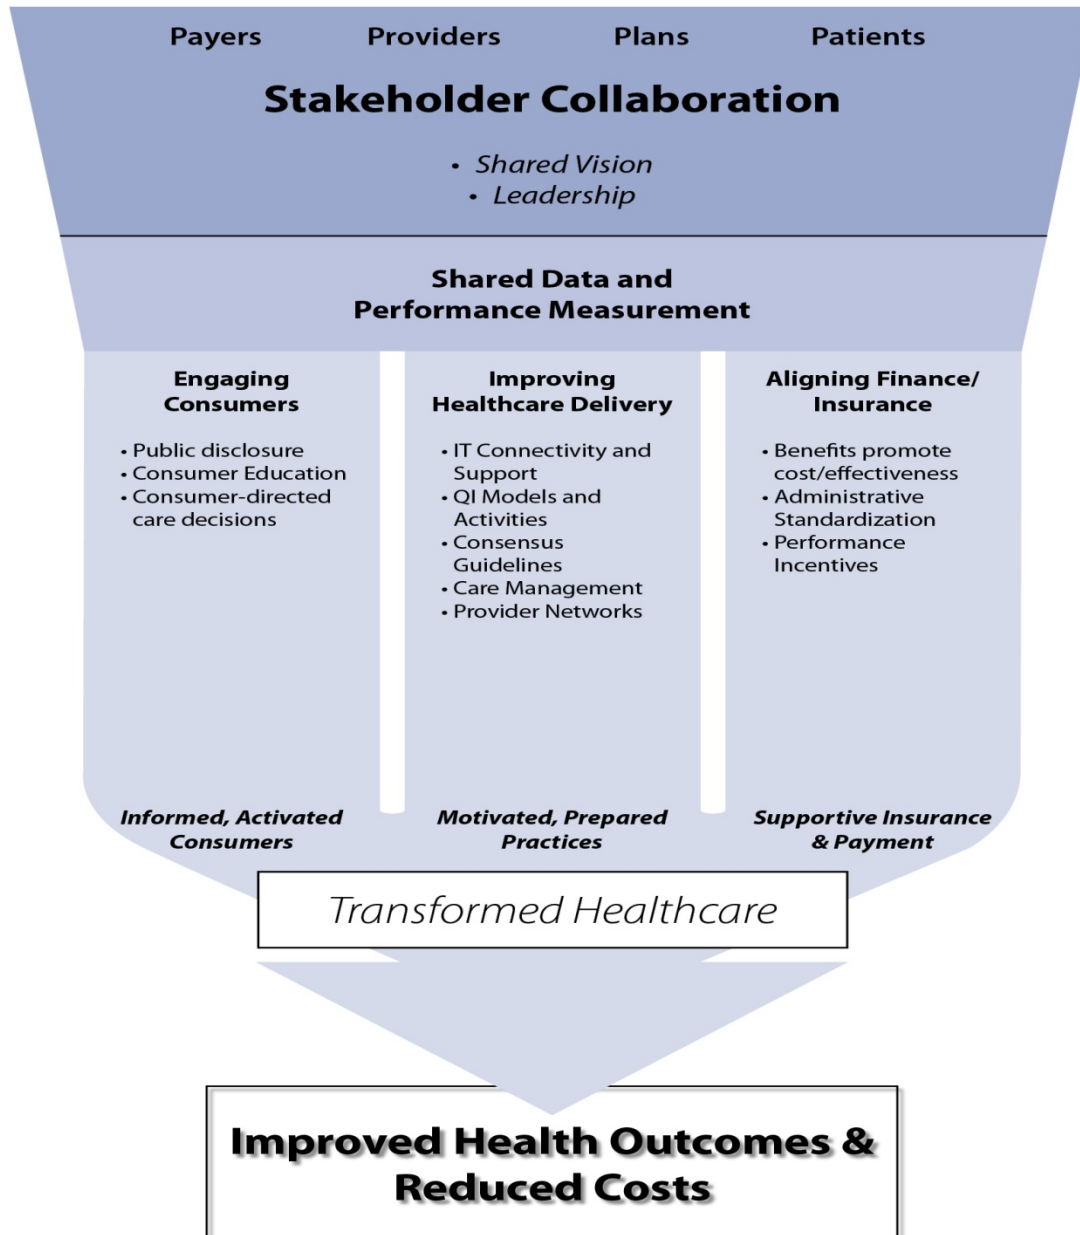 Payers Providers Plans Patients
Stakeholder Collaboration
• Shared Vision
• Leadership
Shared Data and
Performance Measurement
Engaging
Consumers
• Public disclosure
• Consumer Education
• Consumer-directed
care decisions
Improving
Healthcare Delivery
• IT Connectivity and
Support
• QI Models and
Activities
• Consensus
Guidelines
• Care Management
• Provider Networks
Aligning Finance/
Insurance
• Benefits promote
cost/effectiveness
• Administrative
Standardization
• Performance
Incentives
Informed, Activated
Consumers
Motivated, Prepared
Practices
Supportive Insurance
& Payment
Transformed Healthcare
Improved Health Outcomes &
Reduced Costs